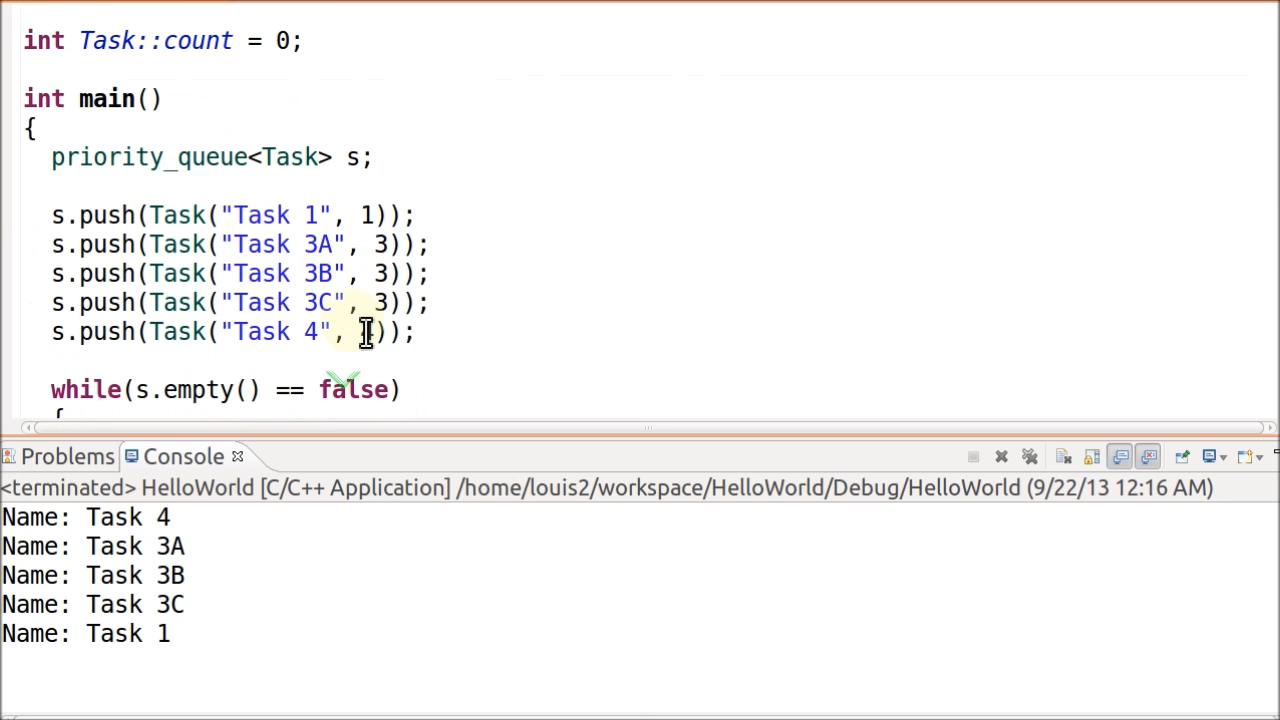 int Task::count = 0;
int main()
{
priority_queue<Task> s;
s.push(Task("Task 1", 1));
s.push(Task("Task 3A", 3));
s.push(Task("Task 3B", 3));
s.push(Task("Task 3C", 3));
s.push(Task("Task 4", 4));
while(s.empty() == false)
{
Problems Console
<terminated> HelloWorld [C/C++ Application] /home/louis2/workspace/HelloWorld/Debug/HelloWorld (9/22/13 12:16 AM)
Name: Task 4
Name: Task 3A
Name: Task 3B
Name: Task 3C
Name: Task 1